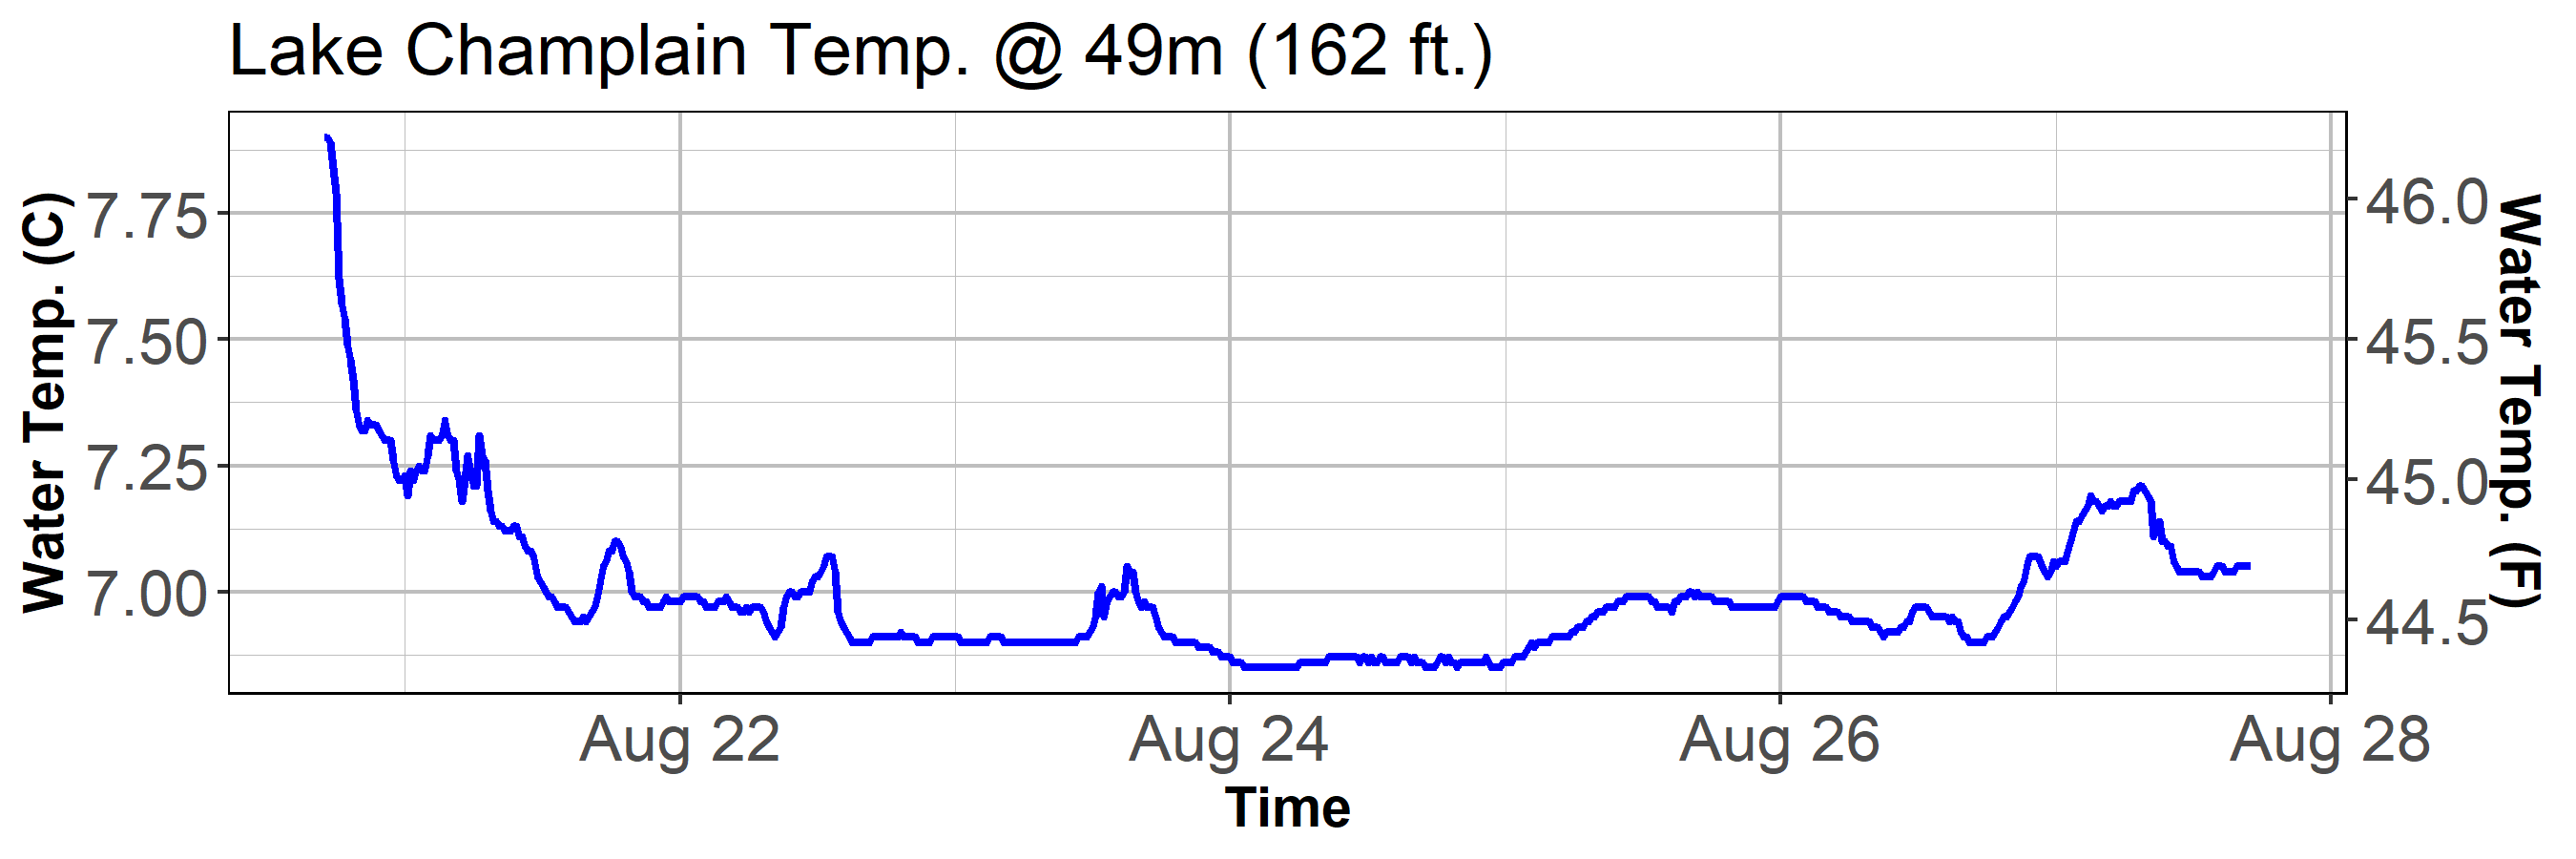 Lake Champlain Temp. @ 49m (162 ft.)
Water Temp. (C)
7.75
7.50
7.25
7.00
46.0
45.5
45.0
44.5
Water Temp. (F)
Aug 22
Aug 24
Aug 26
Aug 28
Time